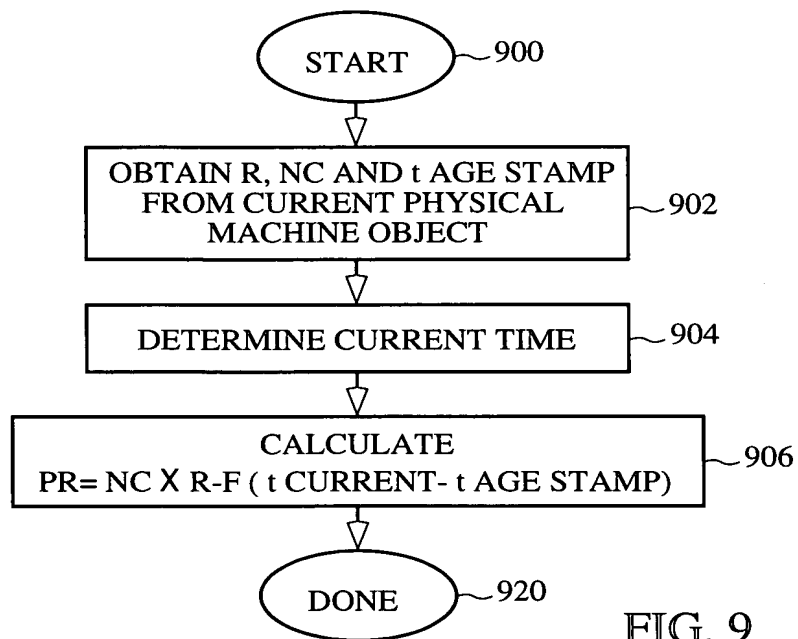 START
900
OBTAIN R, NC AND t AGE STAMP
FROM CURRENT PHYSICAL
MACHINE OBJECT
902
DETERMINE CURRENT TIME
904
CALCULATE
PR= NC X R-F ( t CURRENT- t AGE STAMP)
906
DONE
920
FIG. 9